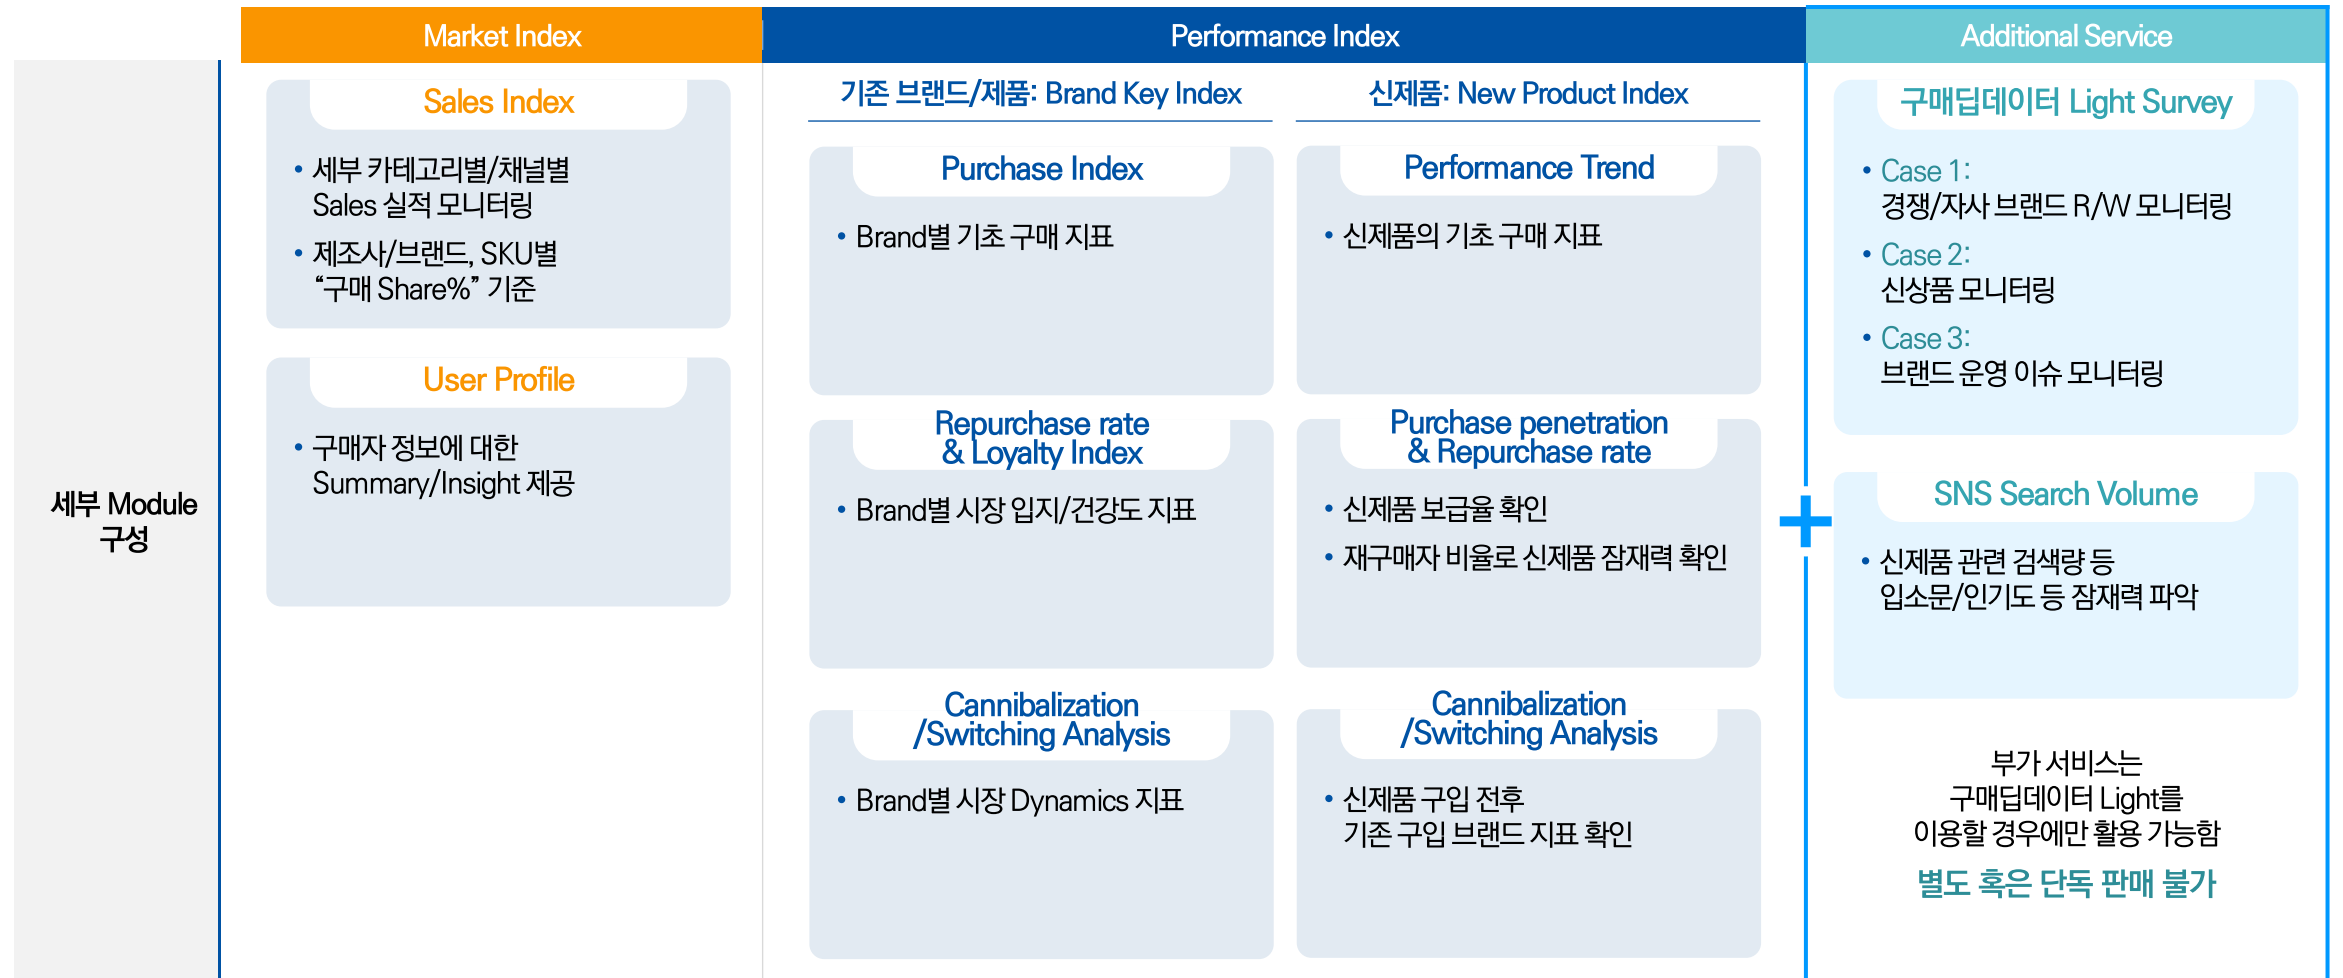 Market Index
Performance Index
Additional Service
세부 Module
구성
Sales Index
• 세부 카테고리별/채널별
Sales 실적 모니터링
• 제조사/브랜드, SKU별
“구매 Share%” 기준
User Profile
• 구매자 정보에 대한
Summary/Insight 제공
기존 브랜드/제품: Brand Key Index
Purchase Index
• Brand별 기초 구매 지표
Repurchase rate
& Loyalty Index
• Brand별 시장 입지/건강도 지표
Cannibalization
/Switching Analysis
• Brand별 시장 Dynamics 지표
신제품: New Product Index
Performance Trend
• 신제품의 기초 구매 지표
Purchase penetration
& Repurchase rate
• 신제품 보급율 확인
• 재구매자 비율로 신제품 잠재력 확인
Cannibalization
/Switching Analysis
• 신제품 구입 전후
기존 구입 브랜드 지표 확인
+
구매딥데이터 Light Survey
• Case 1:
경쟁/자사 브랜드 R/W 모니터링
• Case 2:
신상품 모니터링
• Case 3:
브랜드 운영 이슈 모니터링
SNS Search Volume
• 신제품 관련 검색량 등
입소문/인기도 등 잠재력 파악
부가 서비스는
구매딥데이터 Light를
이용할 경우에만 활용 가능함
별도 혹은 단독 판매 불가